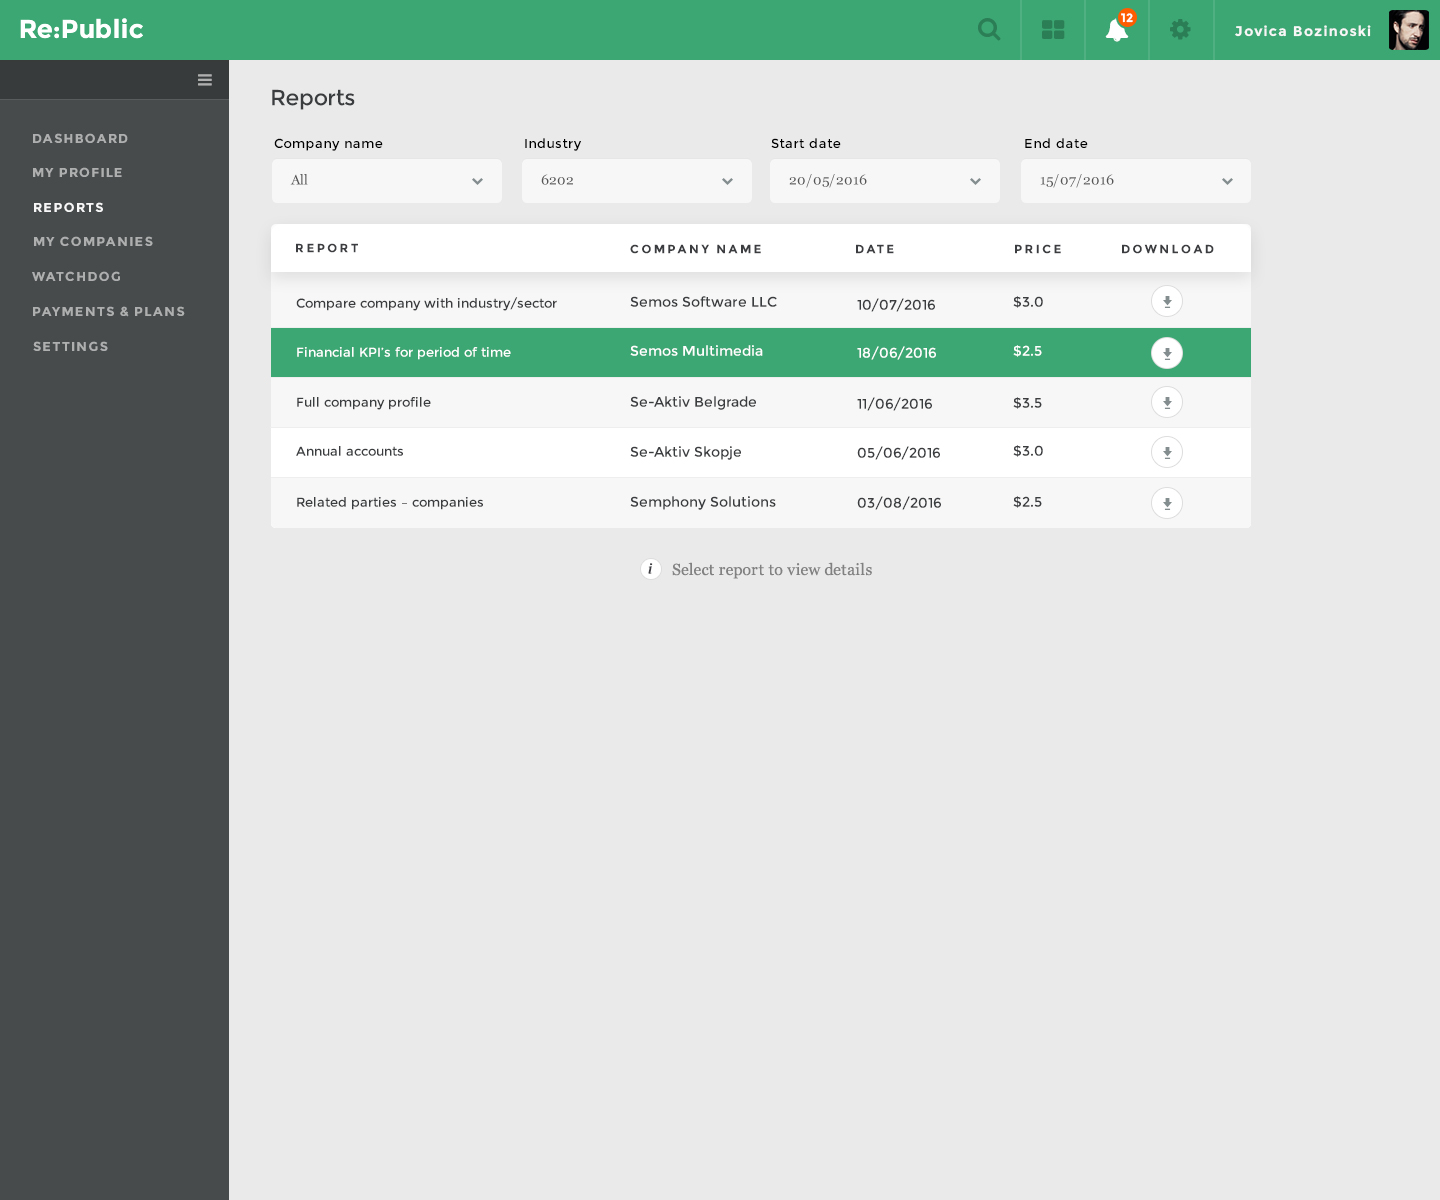 Re:Public
12
Jovica Bozinoski
DASHBOARD
MY PROFILE
REPORTS
MY COMPANIES
WATCHDOG
PAYMENTS & PLANS
SETTINGS
Reports
Company name Industry Start date End date
All 6202 20/05/2016 15/07/2016
REPORT COMPANY NAME DATE PRICE DOWNLOAD
Compare company with industry/sector Semos Software LLC 10/07/2016 $3.0
Financial KPI's for period of time Semos Multimedia 18/06/2016 $2.5
Full company profile Se-Aktiv Belgrade 11/06/2016 $3.5
Annual accounts Se-Aktiv Skopje 05/06/2016 $3.0
Related parties – companies Semphony Solutions 03/08/2016 $2.5
i Select report to view details